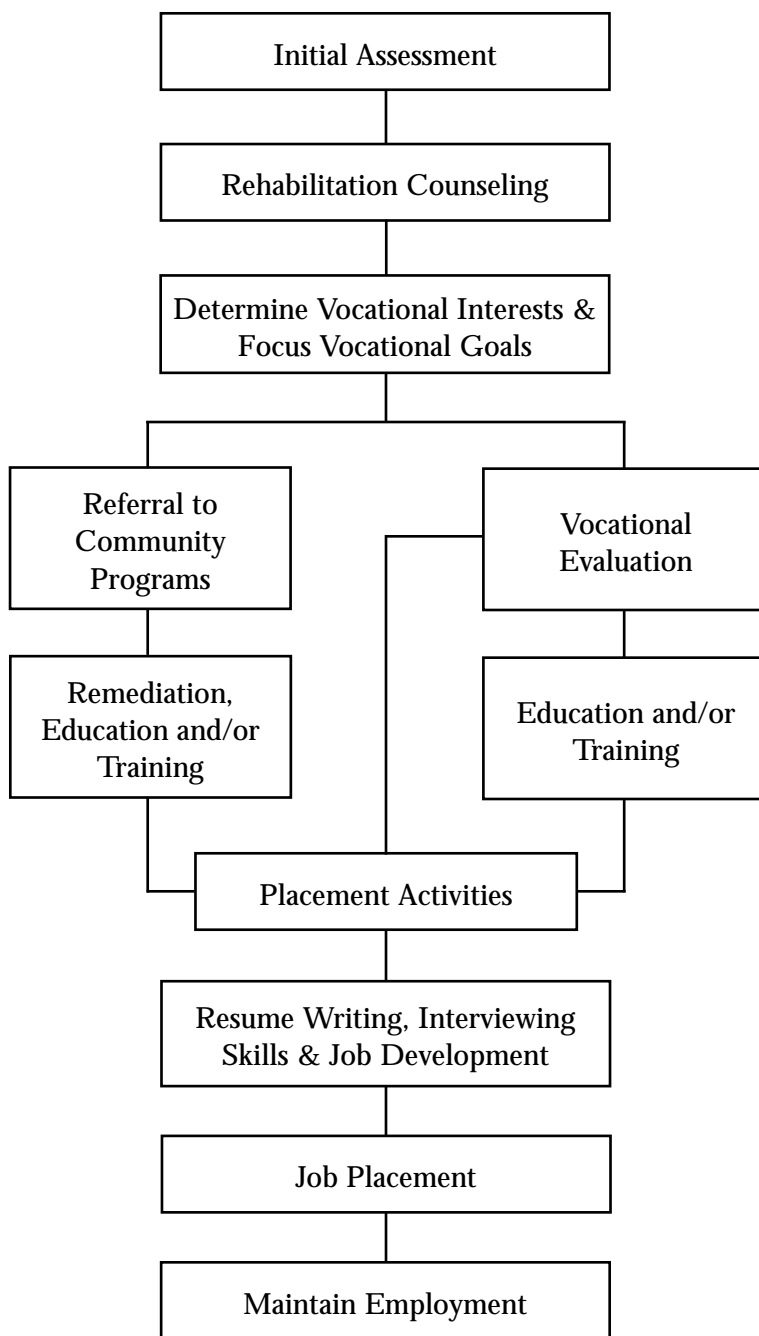 Initial Assessment
Rehabilitation Counseling
Determine Vocational Interests &
Focus Vocational Goals
Referral to
Community
Programs
Vocational
Evaluation
Remediation,
Education and/or
Training
Education and/or
Training
Placement Activities
Resume Writing, Interviewing
Skills & Job Development
Job Placement
Maintain Employment